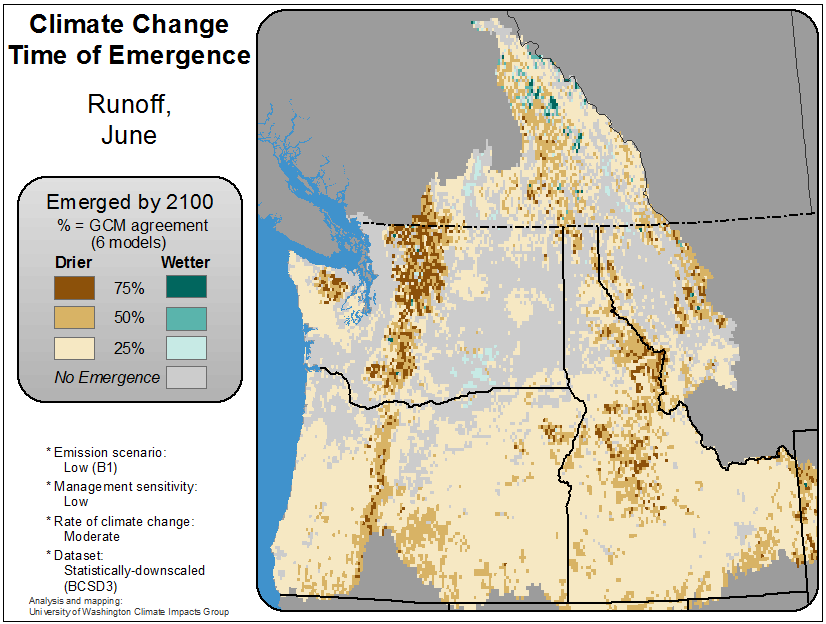 Climate Change
Time of Emergence
Runoff,
June
Emerged by 2100
% = GCM agreement
(6 models)
Drier Wetter
75%
50%
25%
No Emergence
* Emission scenario:
Low (B1)
* Management sensitivity:
Low
* Rate of climate change:
Moderate
* Dataset:
Statistically-downscaled
(BCSD3)
Analysis and mapping:
University of Washington Climate Impacts Group